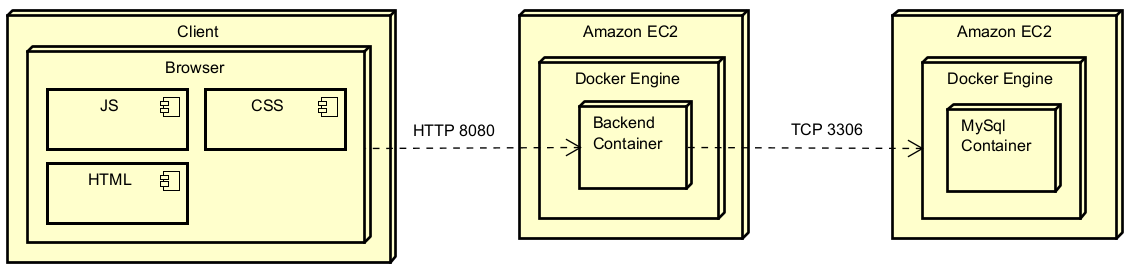 Client
Browser
JS
CSS
HTML
HTTP 8080
Amazon EC2
Docker Engine
Backend
Container
TCP 3306
Amazon EC2
Docker Engine
MySql
Container